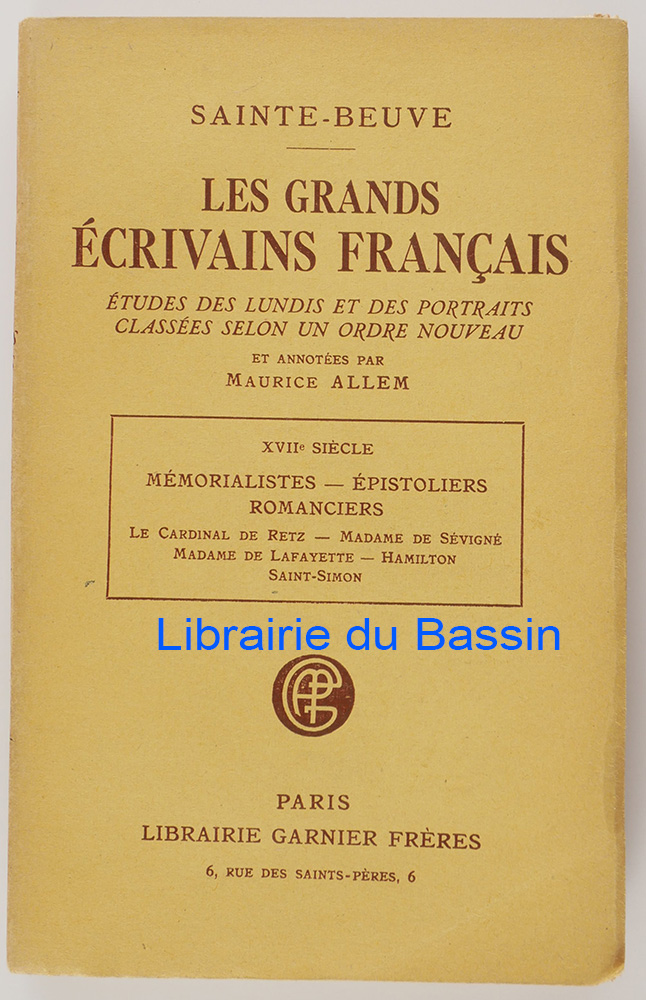 SAINTE-BEUVE
LES GRANDS
ÉCRIVAINS FRANÇAIS
ÉTUDES DES LUNDIS ET DES PORTRAITS
CLASSÉES SELON UN ORDRE NOUVEAU
ET ANNOTÉES PAR
MAURICE ALLEM
XVIIe SIÈCLE
MÉMORIALISTES — ÉPISTOLIERS
ROMANCIERS
LE CARDINAL DE RETZ — MADAME DE SÉVIGNÉ
MADAME DE LAFAYETTE — HAMILTON
SAINT-SIMON
Librairie du Bassin
PARIS
LIBRAIRIE GARNIER FRÈRES
6, RUE DES SAINTS-PÈRES, 6